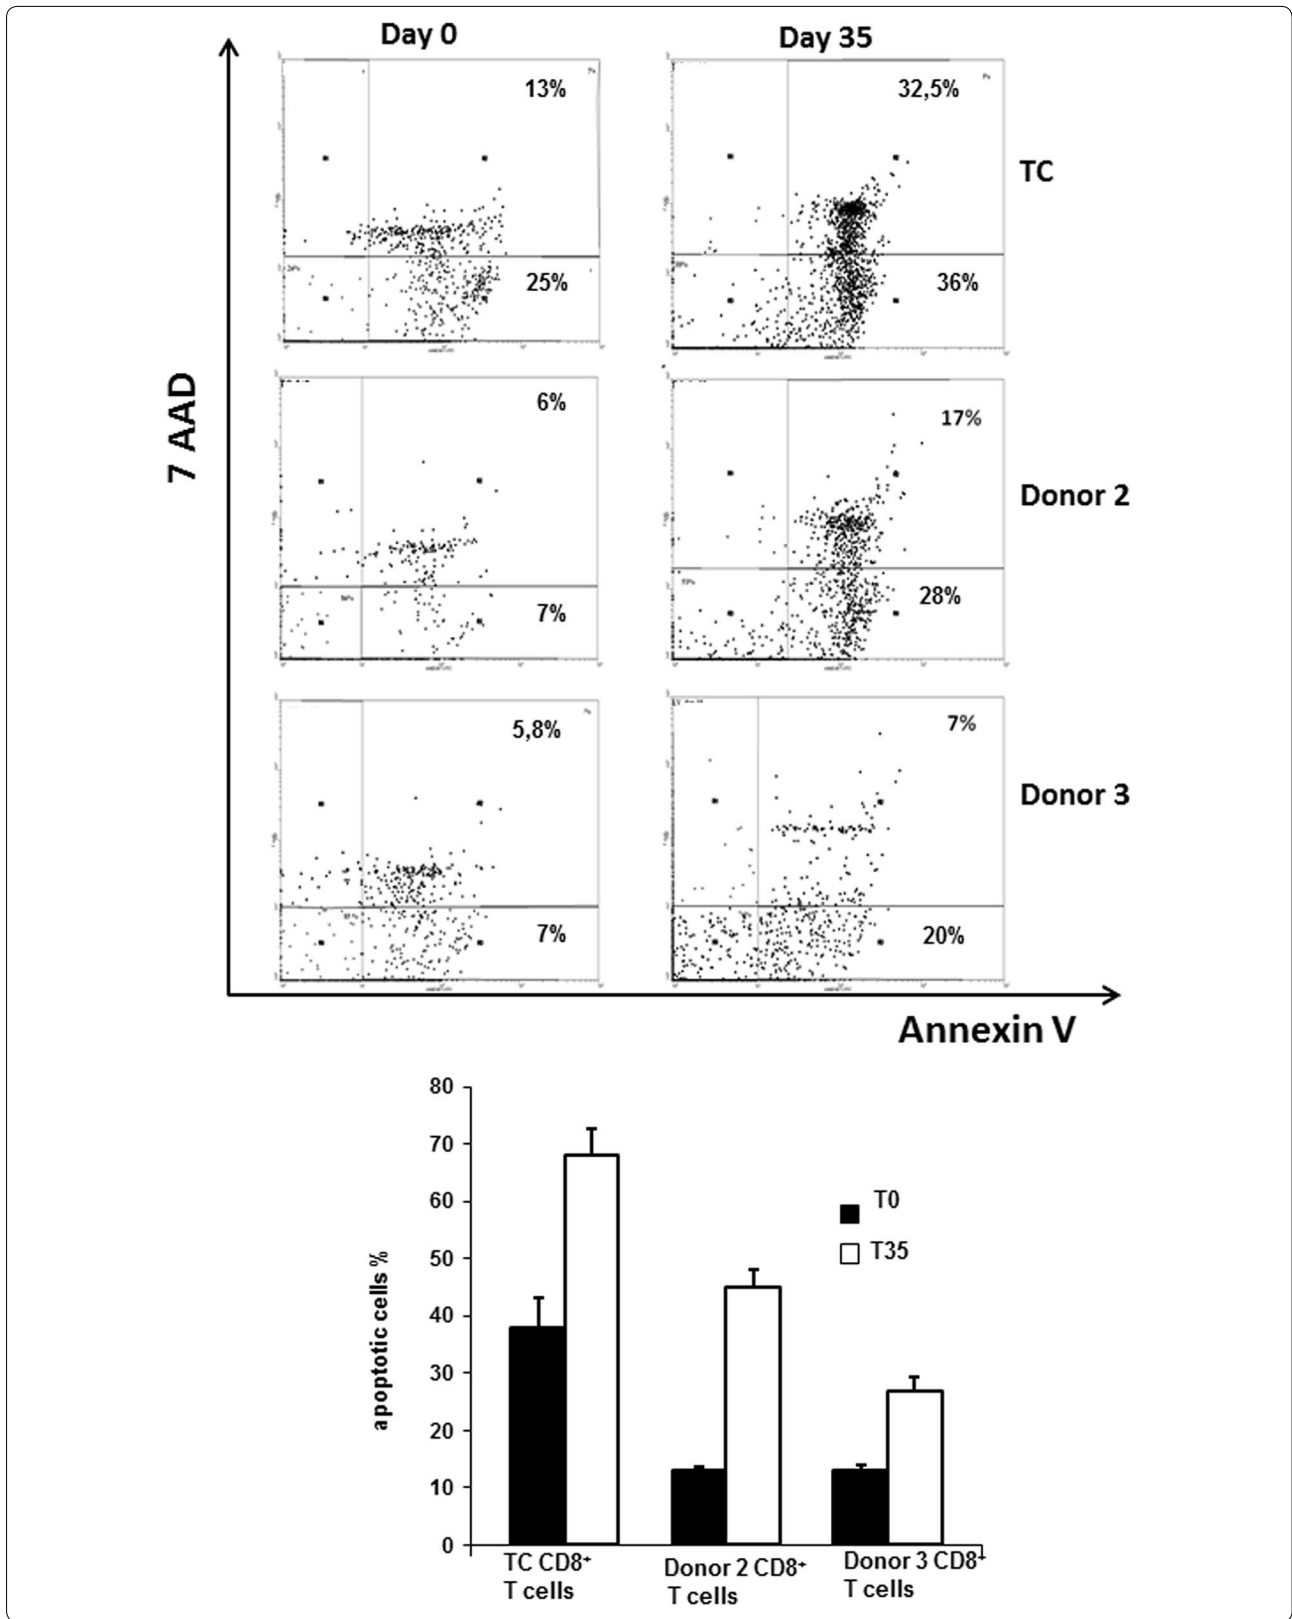 Day 0
Day 35
13%
32,5%
TC
25%
36%
7 AAD
6%
17%
Donor 2
7%
28%
5,8%
7%
Donor 3
7%
20%
Annexin V
80
70
60
50
40
30
20
10
0
apoptotic cells %
T0
T35
TC CD8+
T cells
Donor 2 CD8+
T cells
Donor 3 CD8+
T cells